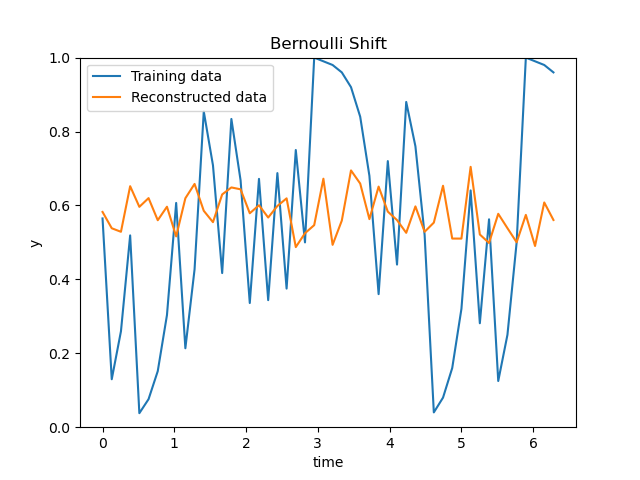 Bernoulli Shift
Training data
Reconstructed data
1.0
0.8
0.6
0.4
0.2
0.0
y
0 1 2 3 4 5 6
time